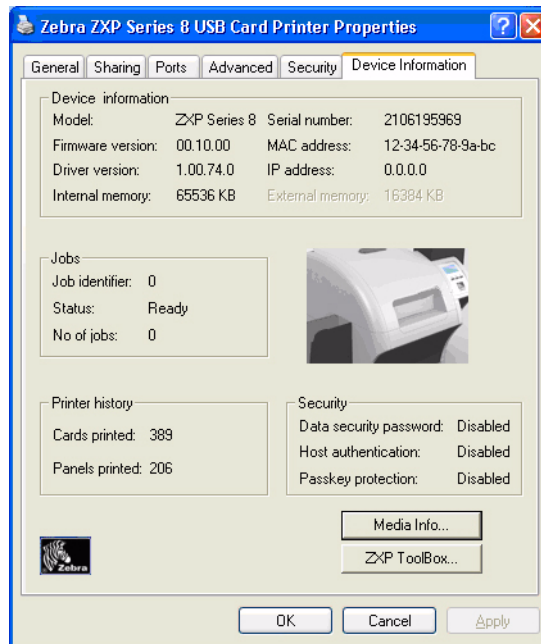 Zebra ZXP Series 8 USB Card Printer Properties
General Sharing Ports Advanced Security Device Information
Device information
Model: ZXP Series 8 Serial number: 2106195969
Firmware version: 00.10.00 MAC address: 12-34-56-78-9a-bc
Driver version: 1.00.74.0 IP address: 0.0.0.0
Internal memory: 65536 KB External memory: 16384 KB
Jobs
Job identifier: 0
Status: Ready
No of jobs: 0
Printer history
Cards printed: 389
Panels printed: 206
Security
Data security password: Disabled
Host authentication: Disabled
Passkey protection: Disabled
Media Info...
ZXP ToolBox...
Zebra
OK Cancel Apply